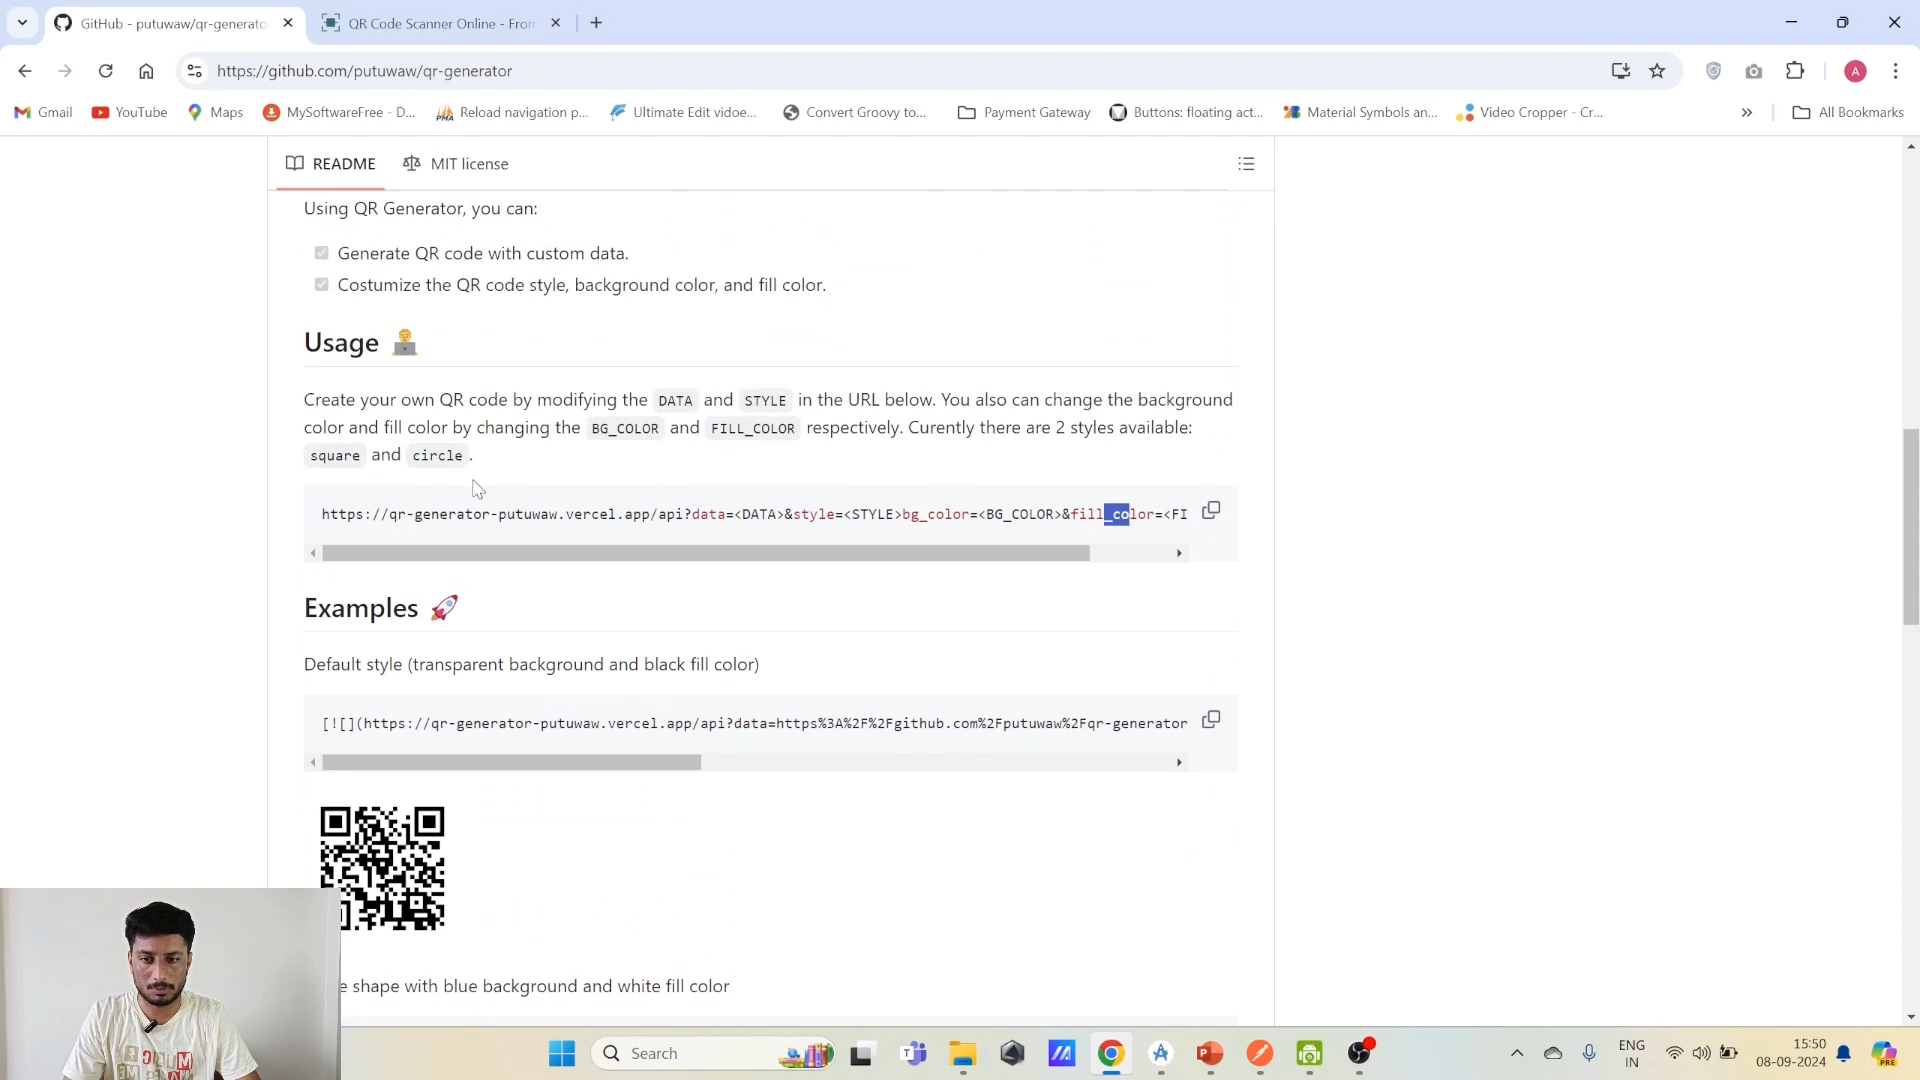 GitHub - putuwaw/qr-generato
QR Code Scanner Online - Fron
https://github.com/putuwaw/qr-generator
A
Gmail
YouTube
Maps
MySoftwareFree - D...
Reload navigation p...
Ultimate Edit vidoe...
Convert Groovy to...
Payment Gateway
Buttons: floating act...
Material Symbols an...
Video Cropper - Cr...
All Bookmarks
README
MIT license
Using QR Generator, you can:
Generate QR code with custom data.
Costumize the QR code style, background color, and fill color.
Usage
Create your own QR code by modifying the DATA and STYLE in the URL below. You also can change the background
color and fill color by changing the BG_COLOR and FILL_COLOR respectively. Curently there are 2 styles available:
square and circle.
https://qr-generator-putuwaw.vercel.app/api?data=<DATA>&style=<STYLE>bg_color=<BG_COLOR>&fill_color=<FI
Examples
Default style (transparent background and black fill color)
[![](https://qr-generator-putuwaw.vercel.app/api?data=https%3A%2F%2Fgithub.com%2Fputuwaw%2Fqr-generator
e shape with blue background and white fill color
Search
ENG
IN
15:50
08-09-2024
PRE